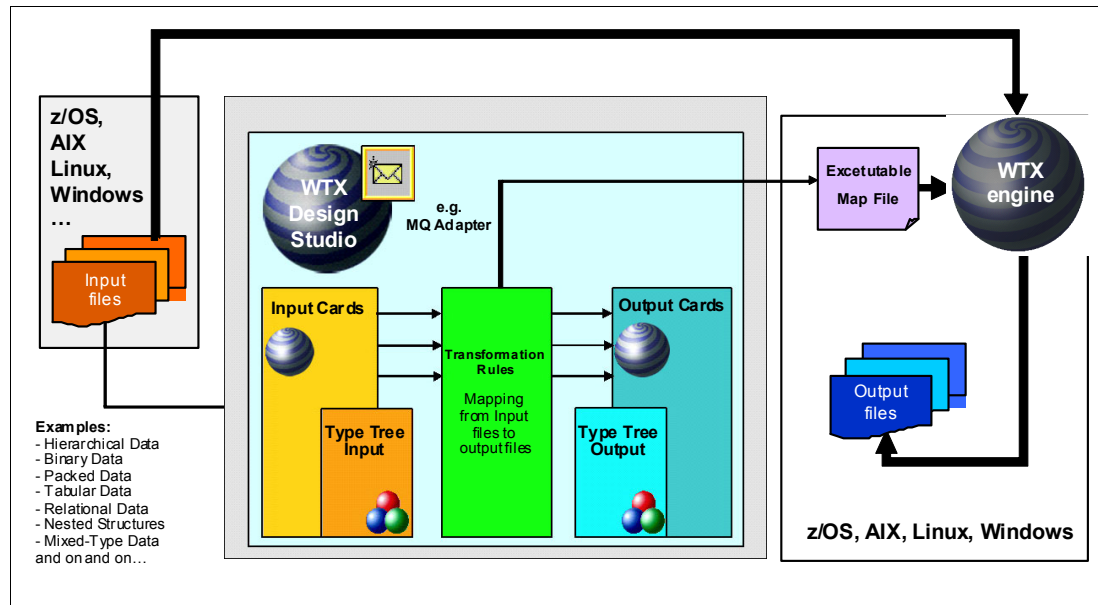 z/OS,
AIX
Linux,
Windows
...
Input
files
Examples:
- Hierarchical Data
- Binary Data
- Packed Data
- Tabular Data
- Relational Data
- Nested Structures
- Mixed-Type Data
and on and on...
WTX
Design
Studio
e.g.
MQ Adapter
Input Cards
Type Tree
Input
Transformation
Rules
Mapping
from Input
files to
output files
Output Cards
Type Tree
Output
Excetutable
Map File
WTX
engine
Output
files
z/OS, AIX, Linux, Windows